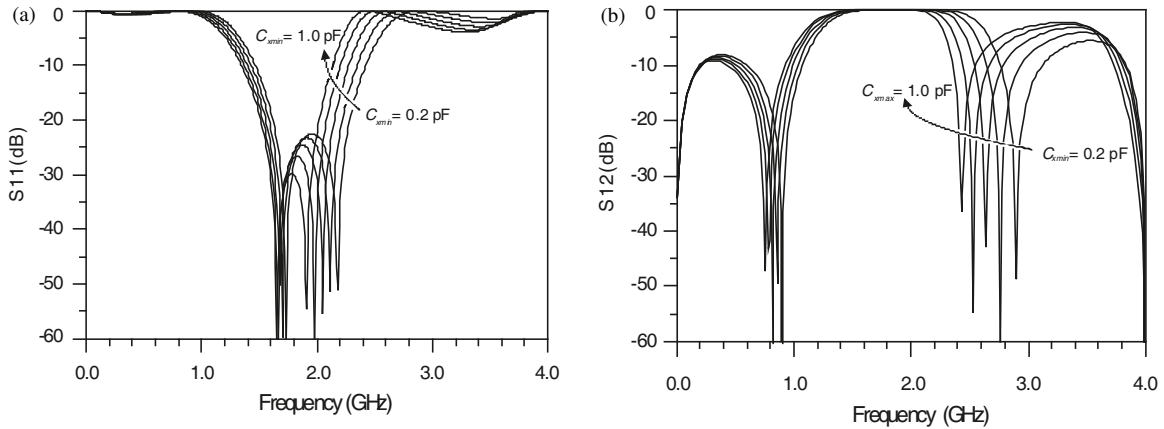 (a)
0
-10
-20
-30
-40
-50
-60
S11(dB)
Cxmin= 1.0 pF
Cxmin= 0.2 pF
0.0 1.0 2.0 3.0 4.0
Frequency (GHz)
(b)
0
-10
-20
-30
-40
-50
-60
S12(dB)
Cxmax= 1.0 pF
Cxmin= 0.2 pF
0.0 1.0 2.0 3.0 4.0
Frequency (GHz)